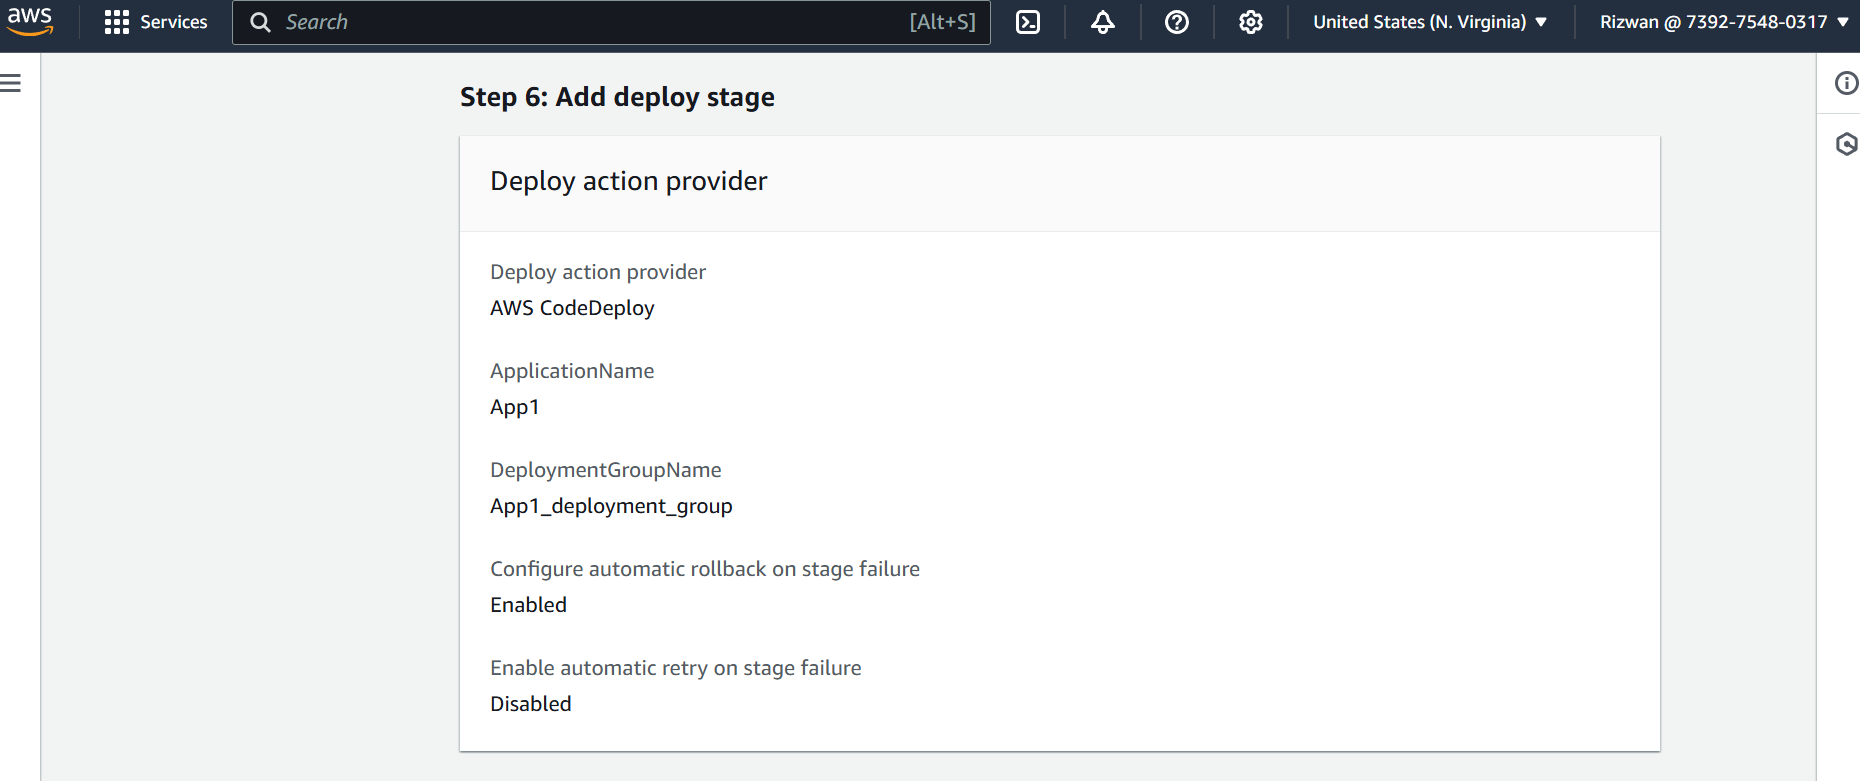 aws
Services
Search
[Alt+S]
United States (N. Virginia)
Rizwan @ 7392-7548-0317
Step 6: Add deploy stage
Deploy action provider
Deploy action provider
AWS CodeDeploy
ApplicationName
App1
DeploymentGroupName
App1_deployment_group
Configure automatic rollback on stage failure
Enabled
Enable automatic retry on stage failure
Disabled